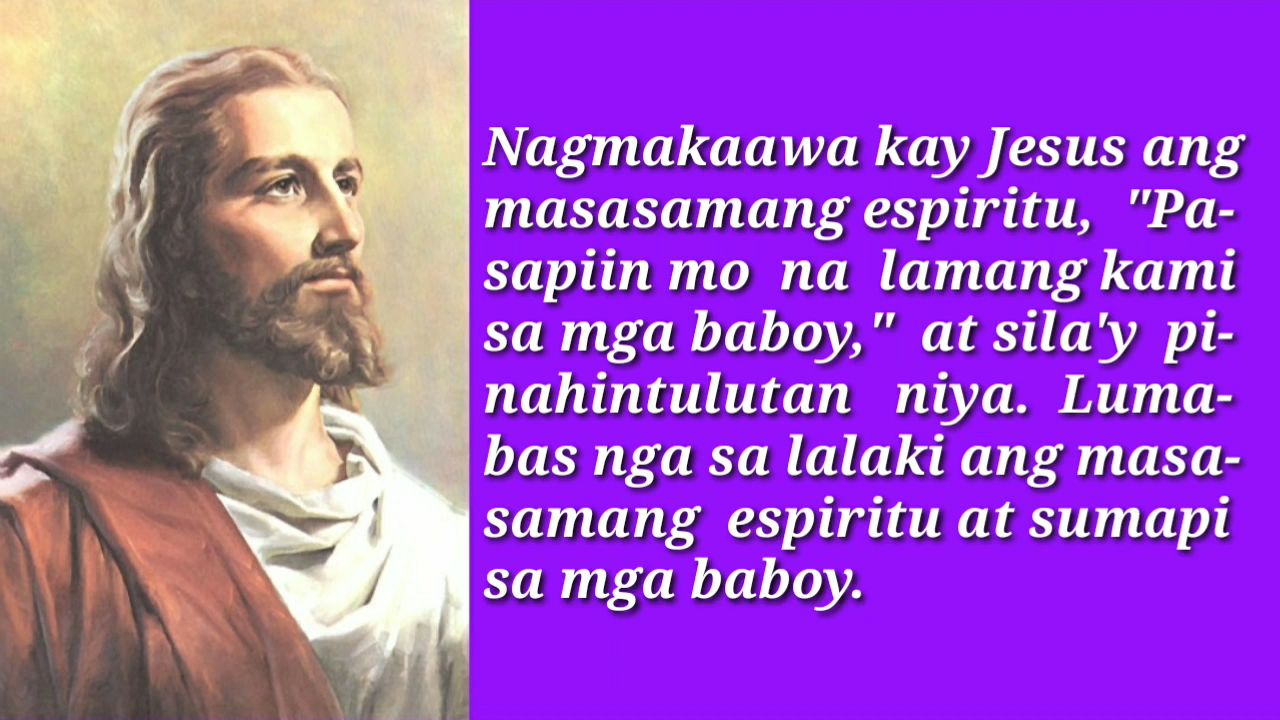 Nagmakaawa kay Jesus ang
masasamang espiritu, "Pa-
sapiin mo na lamang kami
sa mga baboy," at sila'y pi-
nahintulutan niya. Luma-
bas nga sa lalaki ang masa-
samang espiritu at sumapi
sa mga baboy.